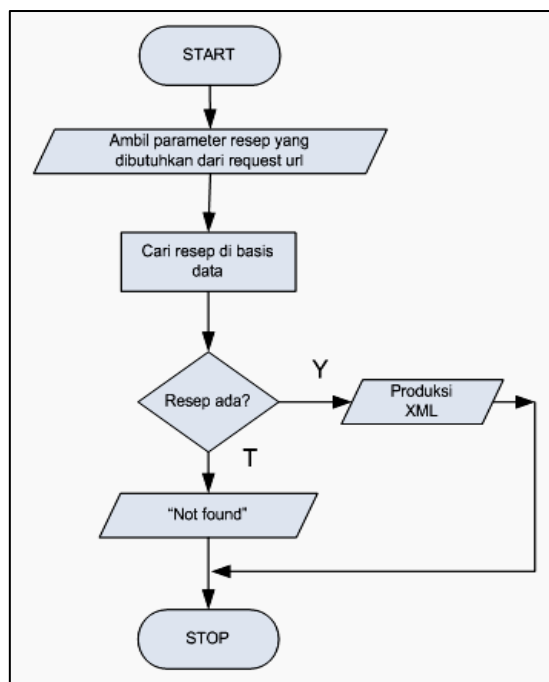 START
Ambil parameter resep yang
dibutuhkan dari request url
Cari resep di basis
data
Resep ada?
Y
Produksi
XML
T
“Not found”
STOP